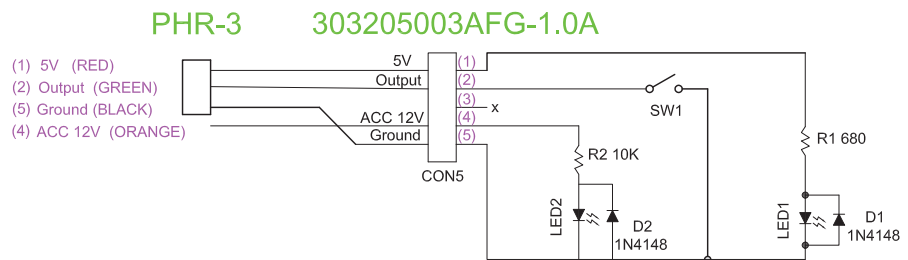 PHR-3 303205003AFG-1.0A
(1) 5V (RED)
(2) Output (GREEN)
(5) Ground (BLACK)
(4) ACC 12V (ORANGE)
5V
Output
ACC 12V
Ground
(1)
(2)
(3) x
(4)
(5)
CON5
SW1
R2 10K
LED2
D2
1N4148
R1 680
LED1
D1
1N4148